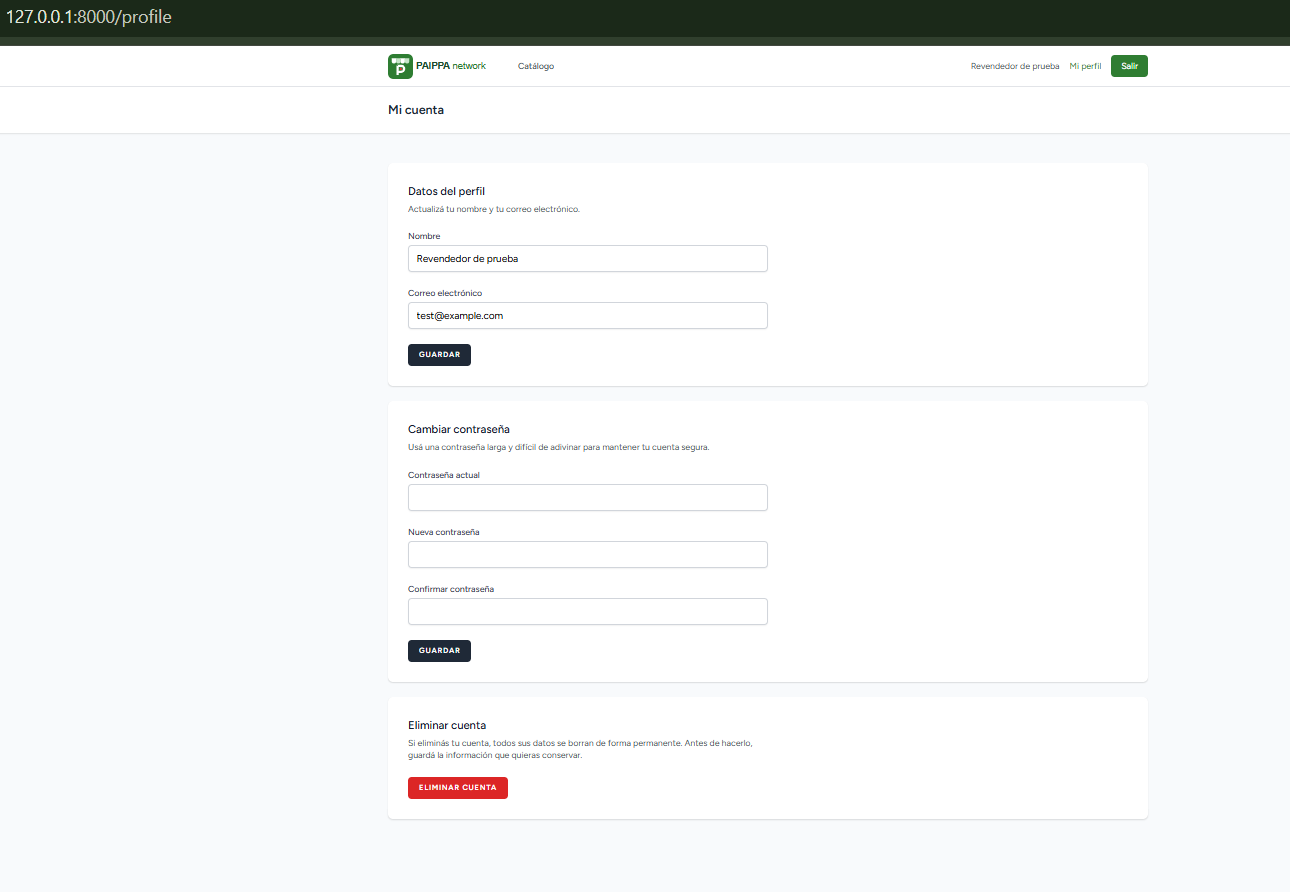 127.0.0.1:8000/profile
P PAIPPA network Catálogo Revendedor de prueba Mi perfil Salir
Mi cuenta
Datos del perfil
Actualizá tu nombre y tu correo electrónico.
Nombre
Revendedor de prueba
Correo electrónico
test@example.com
GUARDAR
Cambiar contraseña
Usá una contraseña larga y difícil de adivinar para mantener tu cuenta segura.
Contraseña actual
Nueva contraseña
Confirmar contraseña
GUARDAR
Eliminar cuenta
Si eliminás tu cuenta, todos sus datos se borran de forma permanente. Antes de hacerlo,
guardá la información que quieras conservar.
ELIMINAR CUENTA